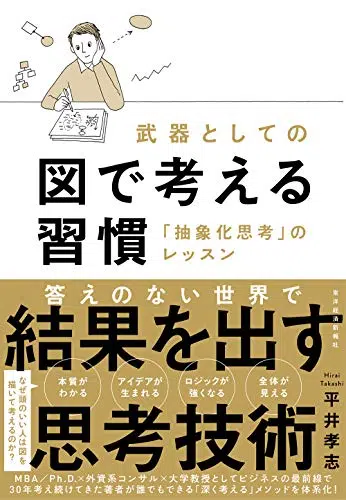 武器としての
図で考える
習慣
「抽象化思考」の
レッスン
答えのない世界で
結果を出す
思考技術
東洋経済新報社
なぜ頭のいい人は図を
描いて考えるのか？
本質が
わかる
アイデアが
生まれる
ロジックが
強くなる
全体が
見える
Hirai
Takashi
平井孝志
MBA／Ph.D.×外資系コンサル×大学教授としてビジネスの最前線で
30年考え続けてきた著者が誰でもできる「深く考える」メソッドを体系化！